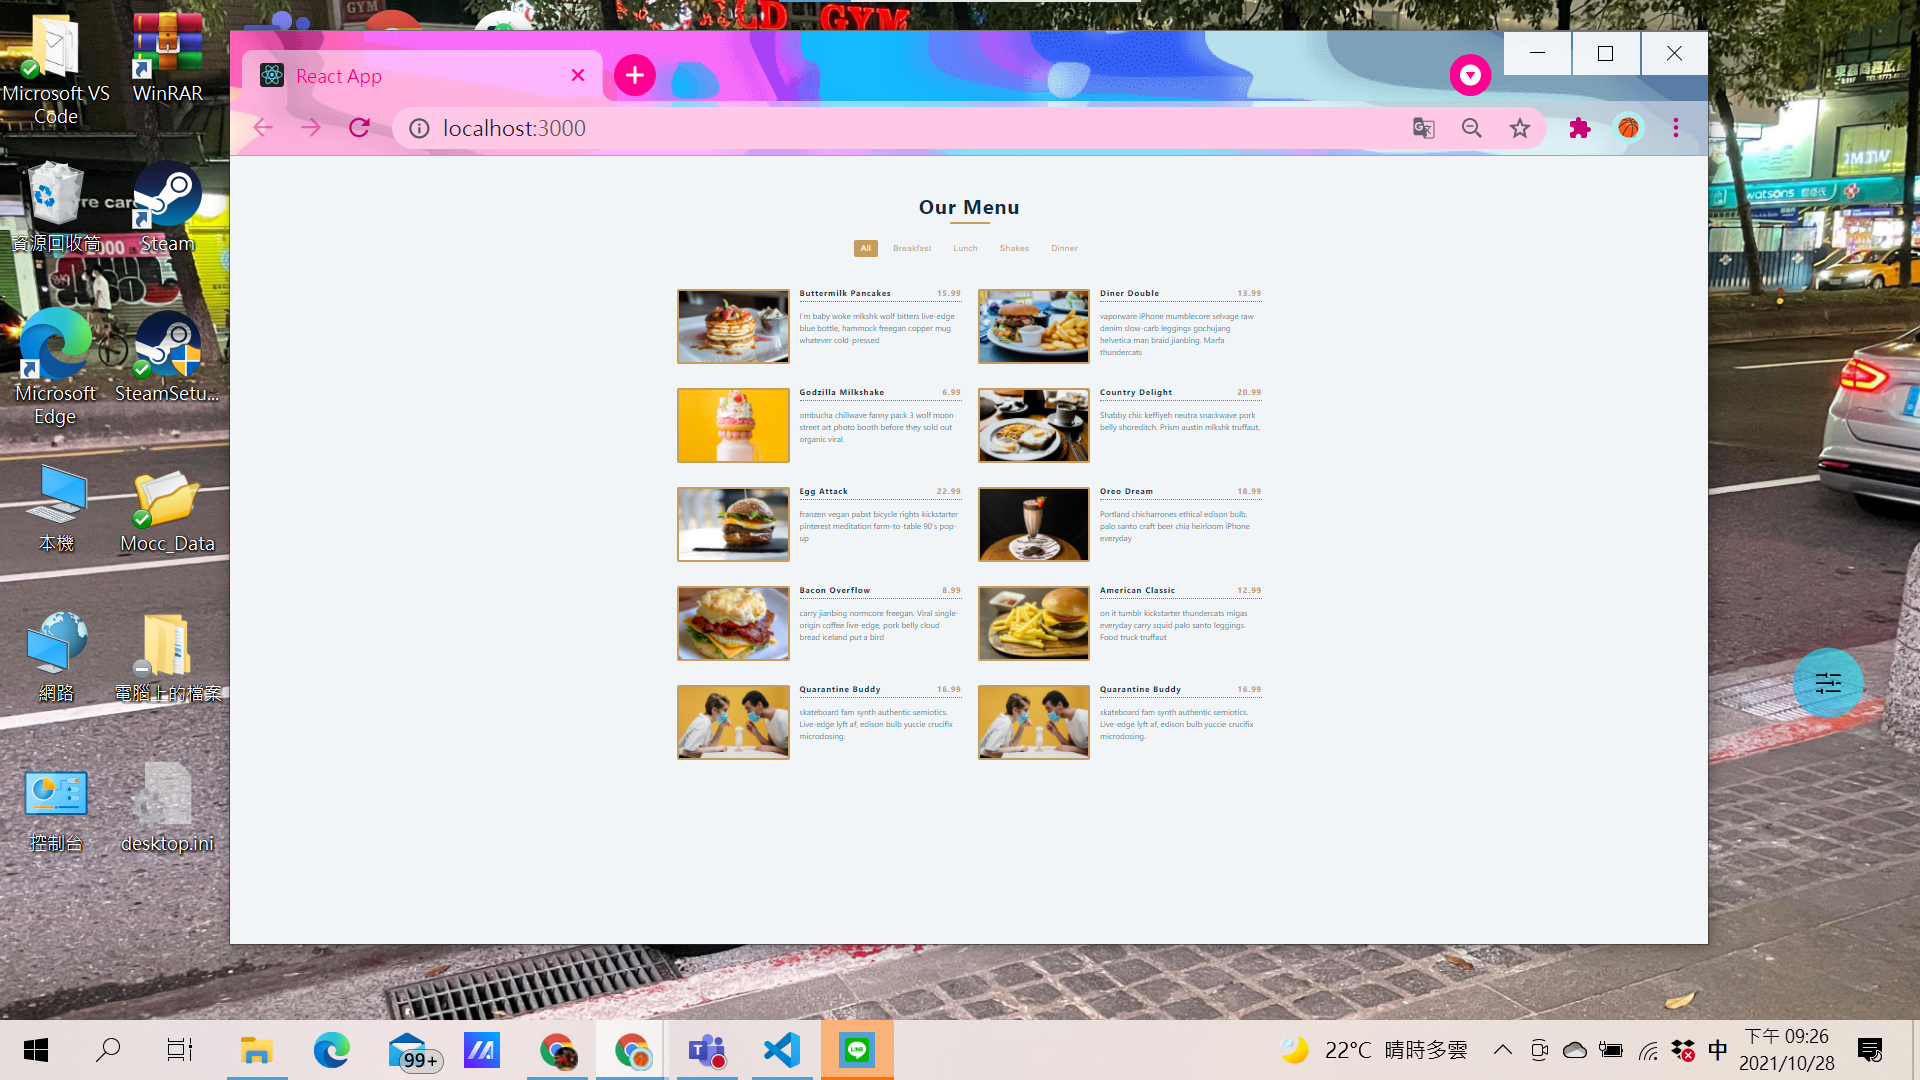 Microsoft VS
Code
WinRAR
資源回收筒
Steam
Microsoft
Edge
SteamSetu...
本機
Mocc_Data
網路
電腦上的檔案
控制台
desktop.ini
GYM
GYM
watsons
React App
localhost:3000
Our Menu
All
Breakfast
Lunch
Shakes
Dinner
Buttermilk Pancakes 15.99
I'm baby woke mlkshk wolf bitters live-edge
blue bottle, hammock freegan copper mug
whatever cold-pressed
Diner Double 13.99
vaporware iPhone mumblecore selvage raw
denim slow-carb leggings gochujang
helvetica man braid jianbing. Marfa
thundercats
Godzilla Milkshake 6.99
ombucha chillwave fanny pack 3 wolf moon
street art photo booth before they sold out
organic viral.
Country Delight 20.99
Shabby chic keffiyeh neutra snackwave pork
belly shoreditch. Prism austin mlkshk truffaut,
Egg Attack 22.99
franzen vegan pabst bicycle rights kickstarter
pinterest meditation farm-to-table 90's pop-
up
Oreo Dream 18.99
Portland chicharrones ethical edison bulb,
palo santo craft beer chia heirloom iPhone
everyday
Bacon Overflow 8.99
carry jianbing normcore freegan. Viral single-
origin coffee live-edge, pork belly cloud
bread iceland put a bird
American Classic 12.99
on it tumblr kickstarter thundercats migas
everyday carry squid palo santo leggings.
Food truck truffaut
Quarantine Buddy 16.99
skateboard fam synth authentic semiotics.
Live-edge lyft af, edison bulb yuccie crucifix
microdosing.
Quarantine Buddy 16.99
skateboard fam synth authentic semiotics.
Live-edge lyft af, edison bulb yuccie crucifix
microdosing.
99+
LINE
22°C 晴時多雲
中
下午 09:26
2021/10/28